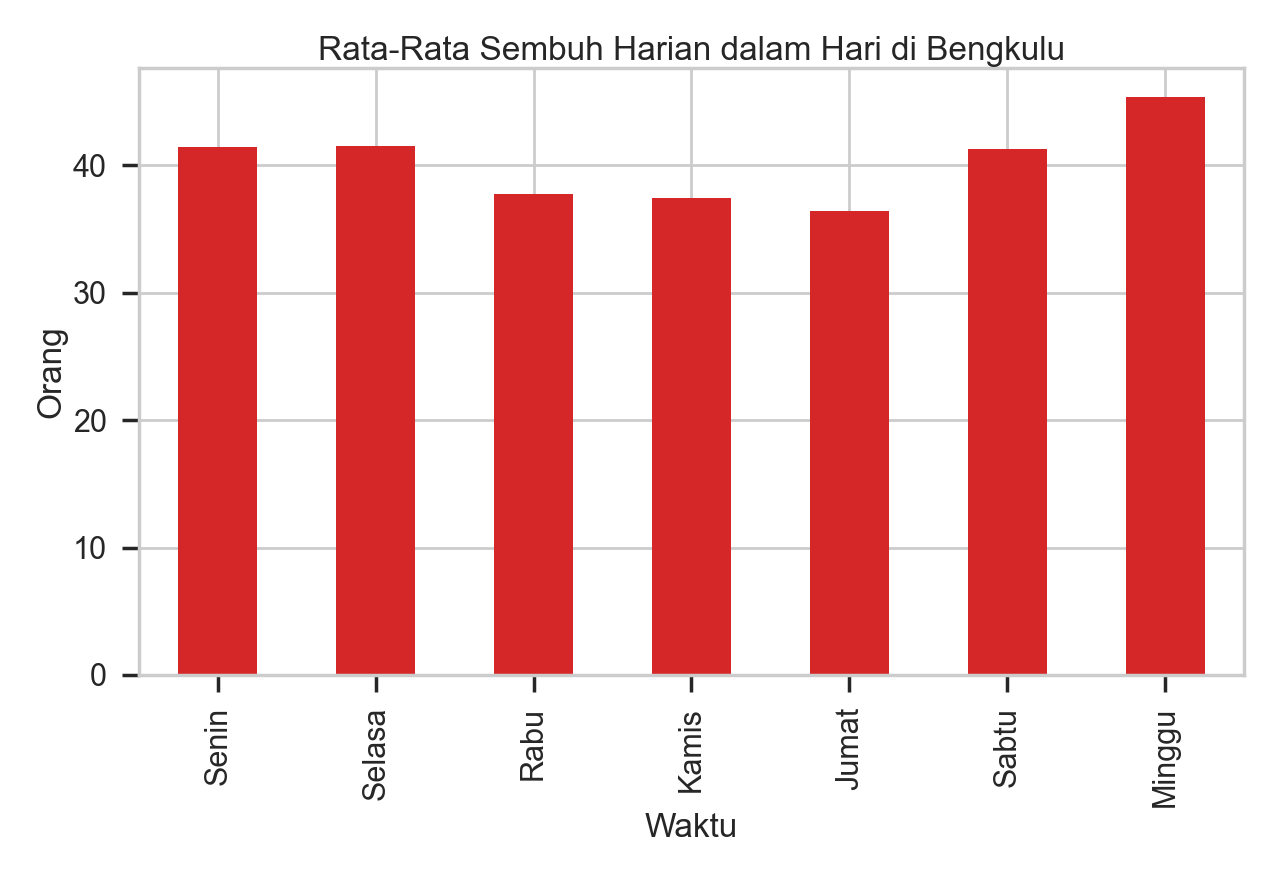 Rata-Rata Sembuh Harian dalam Hari di Bengkulu
40
30
20
10
0
Orang
Senin
Selasa
Rabu
Kamis
Jumat
Sabtu
Minggu
Waktu